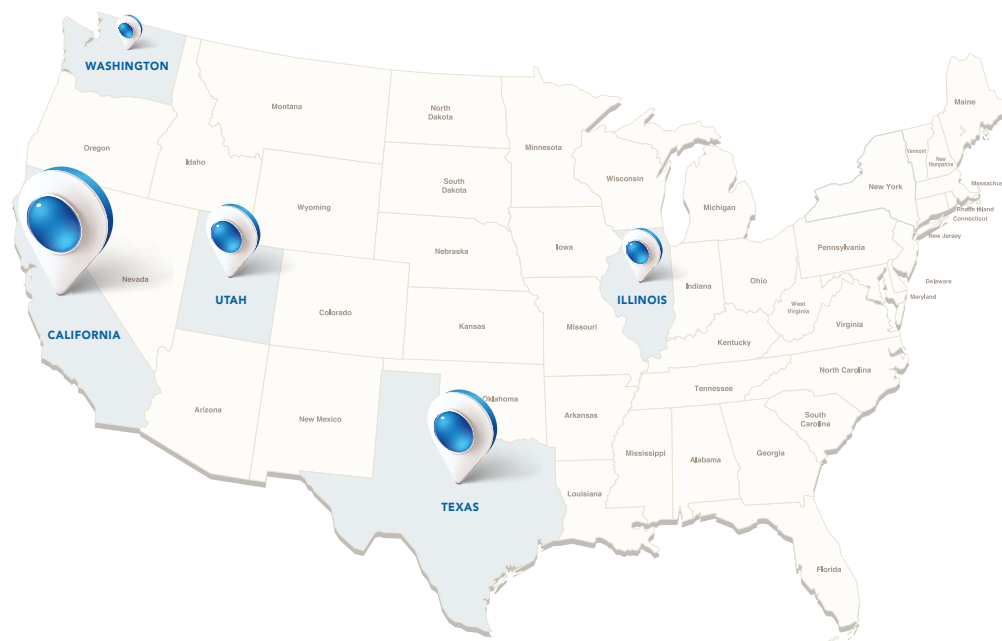 WASHINGTON
Montana
North
Dakota
Minnesota
Maine
Oregon
Idaho
Wisconsin
Vermont
New
Hampshire
South
Dakota
Wyoming
Michigan
New York
Massachus
Rhode Island
Connecticut
New Jersey
Nevada
Nebraska
Iowa
Pennsylvania
UTAH
ILLINOIS
Indiana
Ohio
Delaware
Maryland
West
Virginia
CALIFORNIA
Colorado
Kansas
Missouri
Virginia
Kentucky
North Carolina
Tennessee
Arizona
New Mexico
Oklahoma
Arkansas
South
Carolina
Mississippi
Alabama
Georgia
TEXAS
Louisiana
Florida